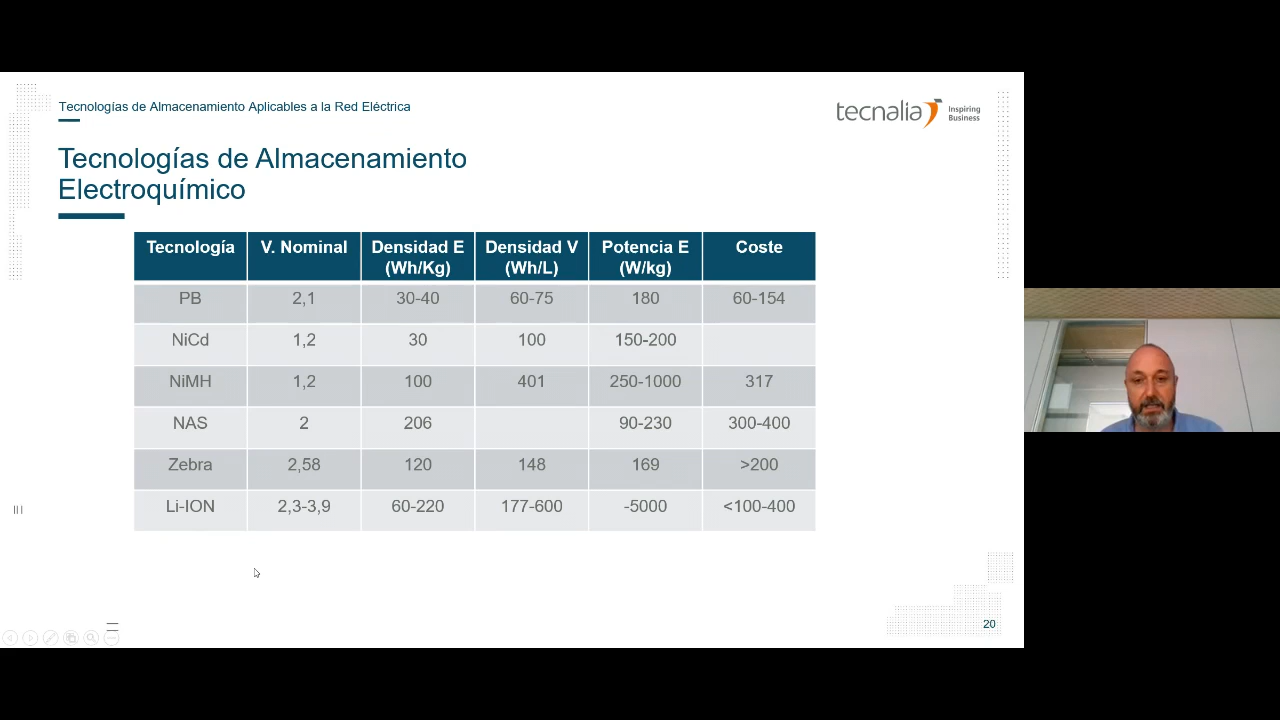 Tecnologías de Almacenamiento Aplicables a la Red Eléctrica
tecnalia Inspiring
Business
Tecnologías de Almacenamiento
Electroquímico
Tecnología V. Nominal Densidad E (Wh/Kg) Densidad V (Wh/L) Potencia E (W/kg) Coste
PB 2,1 30-40 60-75 180 60-154
NiCd 1,2 30 100 150-200
NiMH 1,2 100 401 250-1000 317
NAS 2 206 90-230 300-400
Zebra 2,58 120 148 169 >200
Li-ION 2,3-3,9 60-220 177-600 -5000 <100-400
20